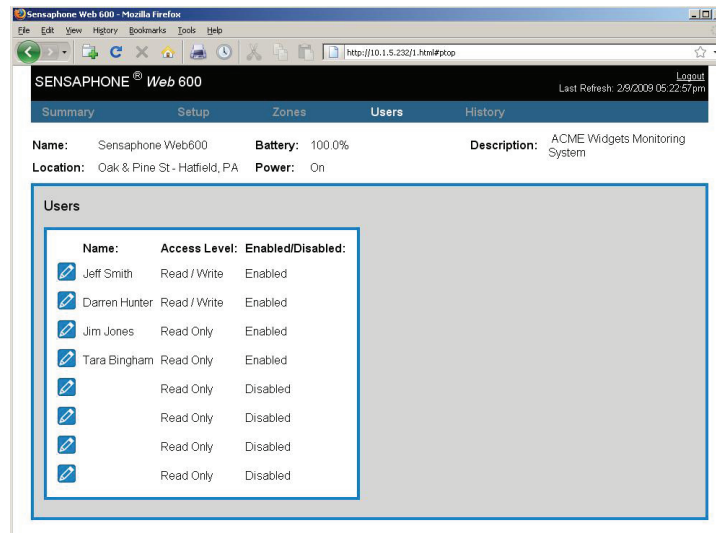 Sensaphone Web 600 - Mozilla Firefox
File Edit View History Bookmarks Tools Help
http://10.1.5.232/1.html#ptop
SENSAPHONE ® Web 600
Logout
Last Refresh: 2/9/2009 05:22:57pm
Summary Setup Zones Users History
Name: Sensaphone Web600 Battery: 100.0% Description: ACME Widgets Monitoring
System
Location: Oak & Pine St - Hatfield, PA Power: On
Users
Name: Access Level: Enabled/Disabled:
Jeff Smith Read / Write Enabled
Darren Hunter Read / Write Enabled
Jim Jones Read Only Enabled
Tara Bingham Read Only Enabled
Read Only Disabled
Read Only Disabled
Read Only Disabled
Read Only Disabled